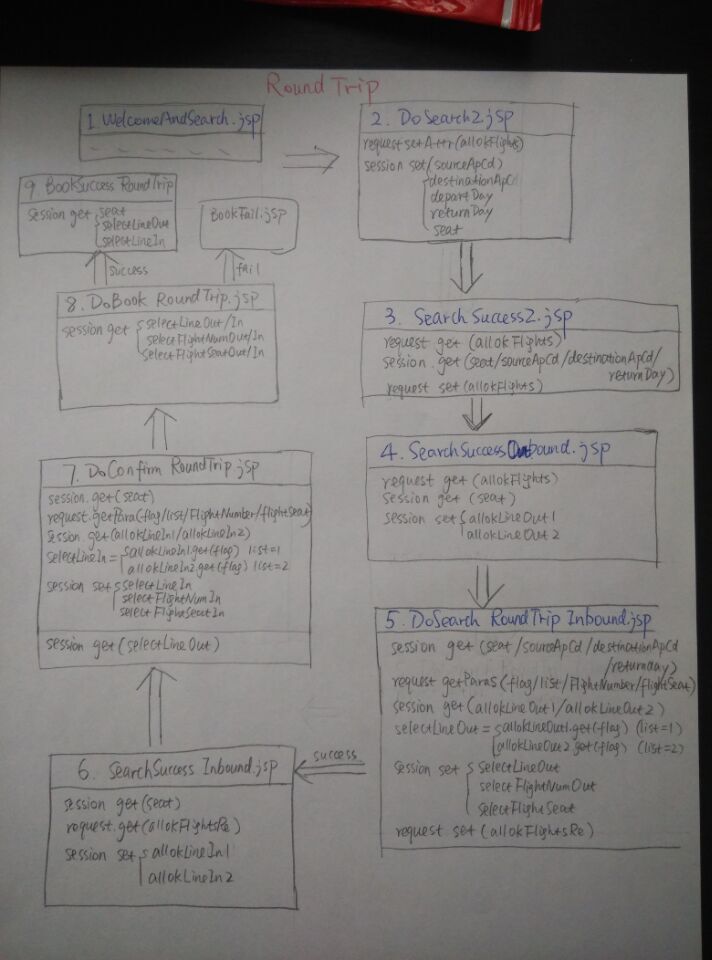 Round Trip
1. WelcomeAndSearch.jsp
2. DoSearch2.jsp
request setAttr(allokFlights)
session set(sourceApCd)
destinationApCd
departDay
returnDay
seat
3. SearchSuccess2.jsp
request get (allokFlights)
session.get(seat/sourceApCd/destinationApCd/
returnDay)
request set(allokFlights)
4. SearchSuccess Outbound.jsp
request get (allokFlights)
session get (seat)
session set allokLineOut1
allokLineOut2
5. DoSearch RoundTrip Inbound.jsp
session get (seat/sourceApCd/destinationApCd
/returnday)
request getParas(flag/list/FlightNumber/flightSeat)
session get(allokLineOut1/allokLineOut2)
selectLineOut = allokLineOut1.get(flag) (list=1)
allokLineOut2.get(flag) (list=2)
session set selectLineOut
selectFlightNumOut
selectFlightSeat
request set (allokFlightsRe)
success
6. SearchSuccess Inbound.jsp
session get(seat)
request.get(allokFlightsRe)
session set allokLineIn1
allokLineIn2
7. DoConfirm RoundTrip.jsp
session.get(seat)
request.getPara(flag/list/FlightNumber/flightSeat)
session.get(allokLineIn1/allokLineIn2)
selectLineIn = allokLineIn1.get(flag) list=1
allokLineIn2.get(flag) list=2
session set selectLineIn
selectFlightNumIn
selectFlightSeatIn
session get(selectLineOut)
8. DoBook RoundTrip.jsp
session get selectLineOut/In
selectFlightNumOut/In
selectFlightSeatOut/In
success
fail
9. BookSuccess RoundTrip
session get seat
selectLineOut
selectLineIn
BookFail.jsp